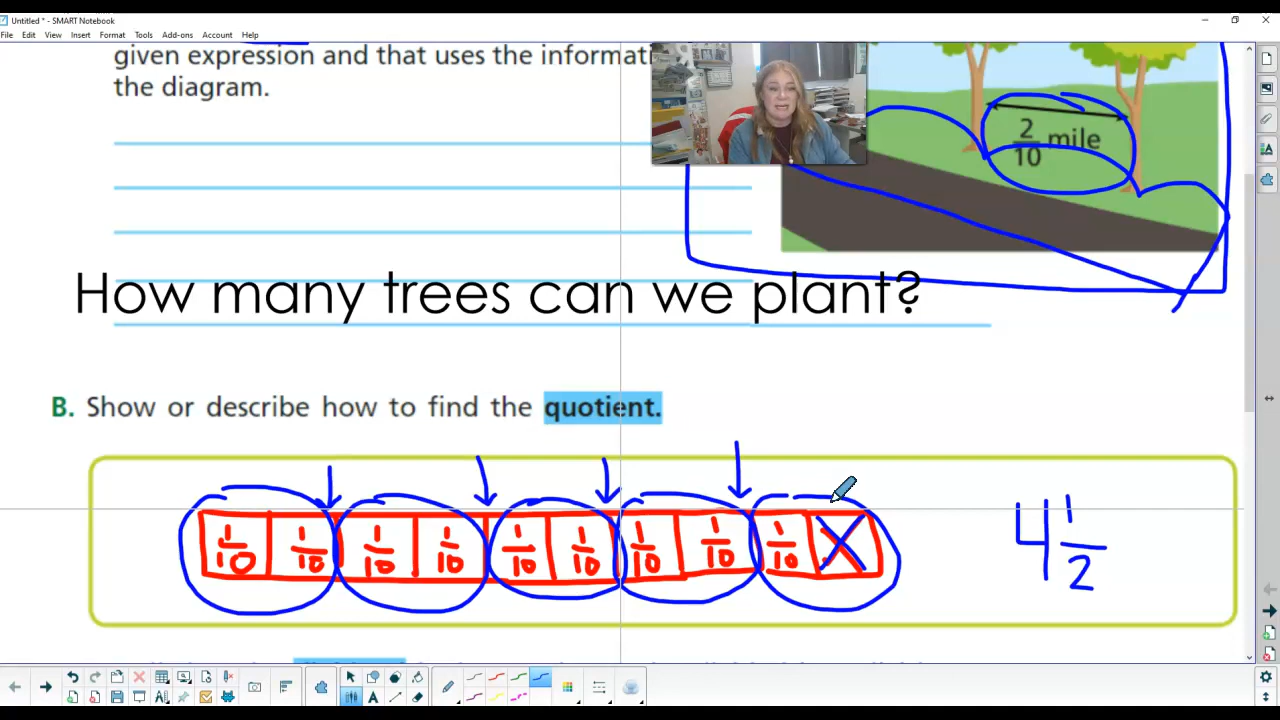 Untitled * - SMART Notebook
File Edit View Insert Format Tools Add-ons Account Help
given expression and that uses the informati
the diagram.
2/10 mile
How many trees can we plant?
B. Show or describe how to find the quotient.
1/10 1/10 1/10 1/10 1/10 1/10 1/10 1/10 1/10 X
4 1/2